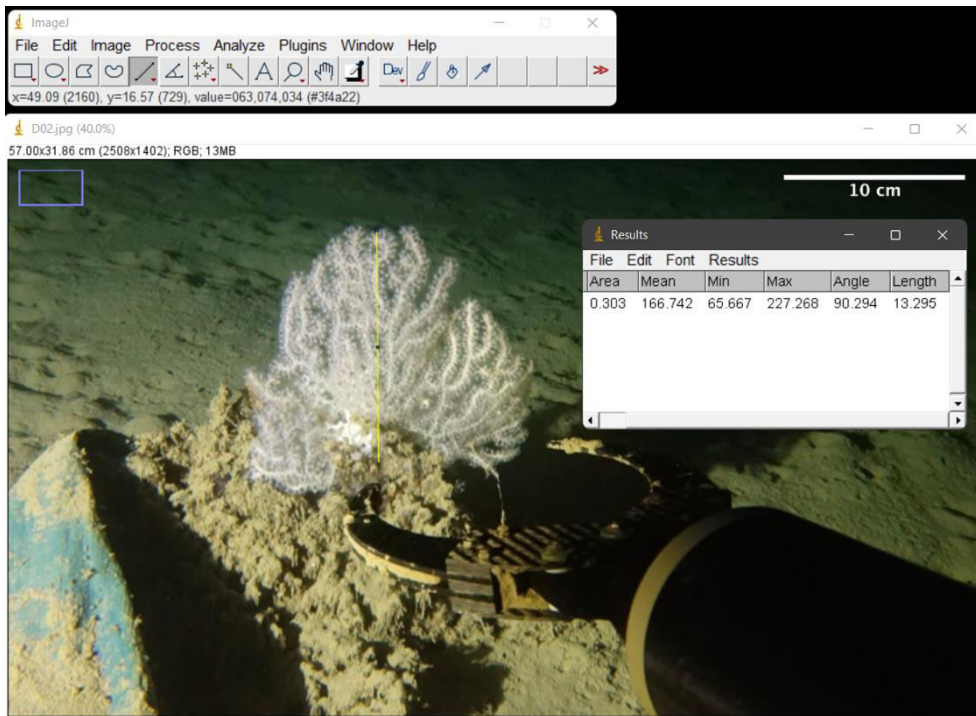 ImageJ
File Edit Image Process Analyze Plugins Window Help
A Dev
x=49.09 (2160), y=16.57 (729), value=063,074,034 (#3f4a22)
D02.jpg (40.0%)
57.00x31.86 cm (2508x1402); RGB; 13MB
10 cm
Results
File Edit Font Results
Area Mean Min Max Angle Length
0.303 166.742 65.667 227.268 90.294 13.295